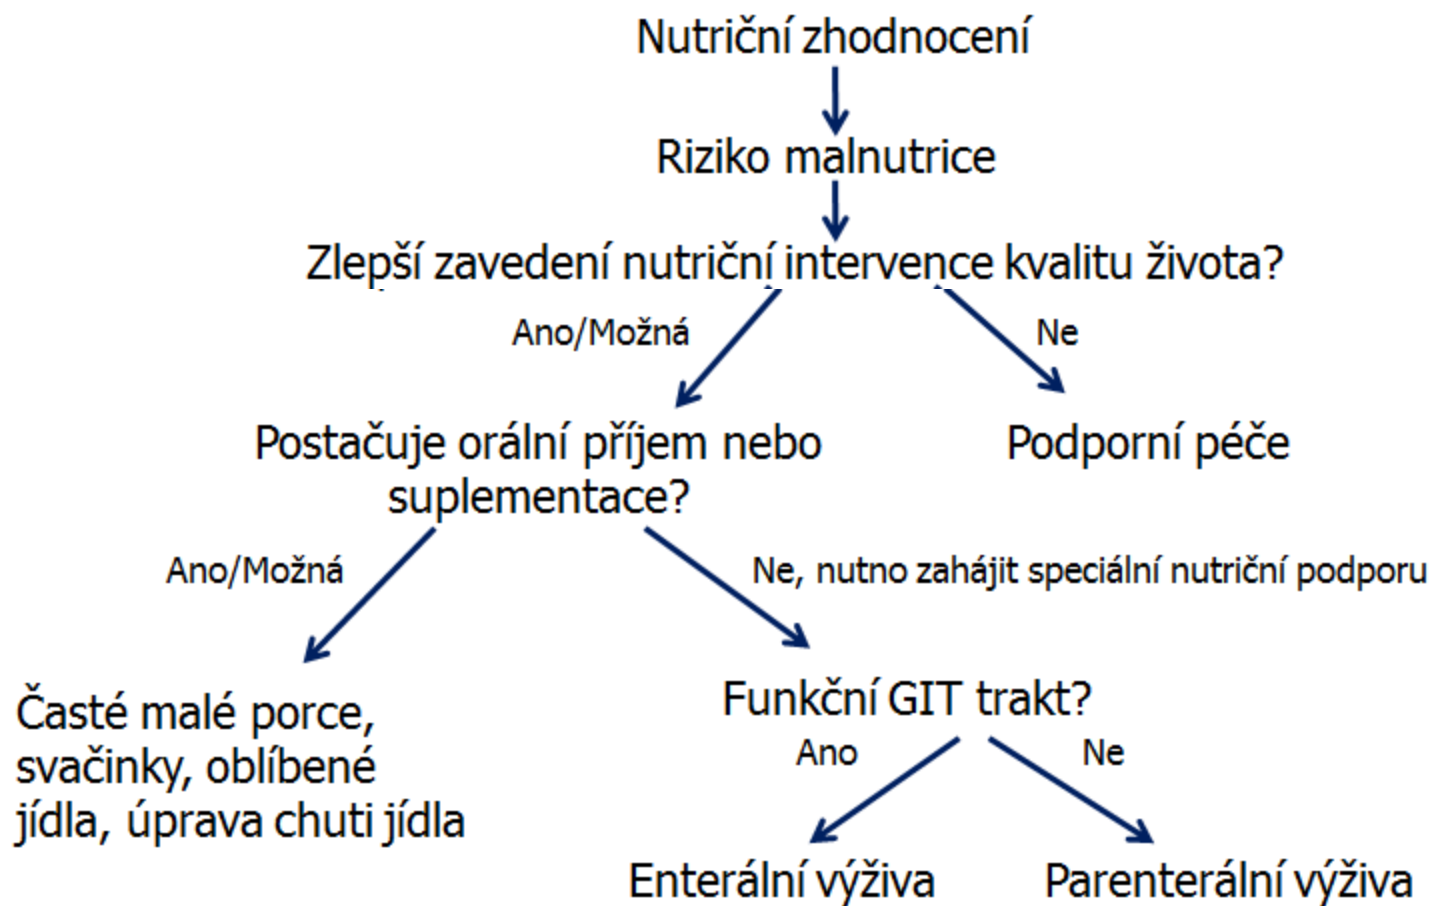 Nutriční zhodnocení
Riziko malnutrice
Zlepší zavedení nutriční intervence kvalitu života?
Ano/Možná
Ne
Postačuje orální příjem nebo
suplementace?
Podporní péče
Ano/Možná
Ne, nutno zahájit speciální nutriční podporu
Časté malé porce,
svačinky, oblíbené
jídla, úprava chuti jídla
Funkční GIT trakt?
Ano
Ne
Enterální výživa
Parenterální výživa